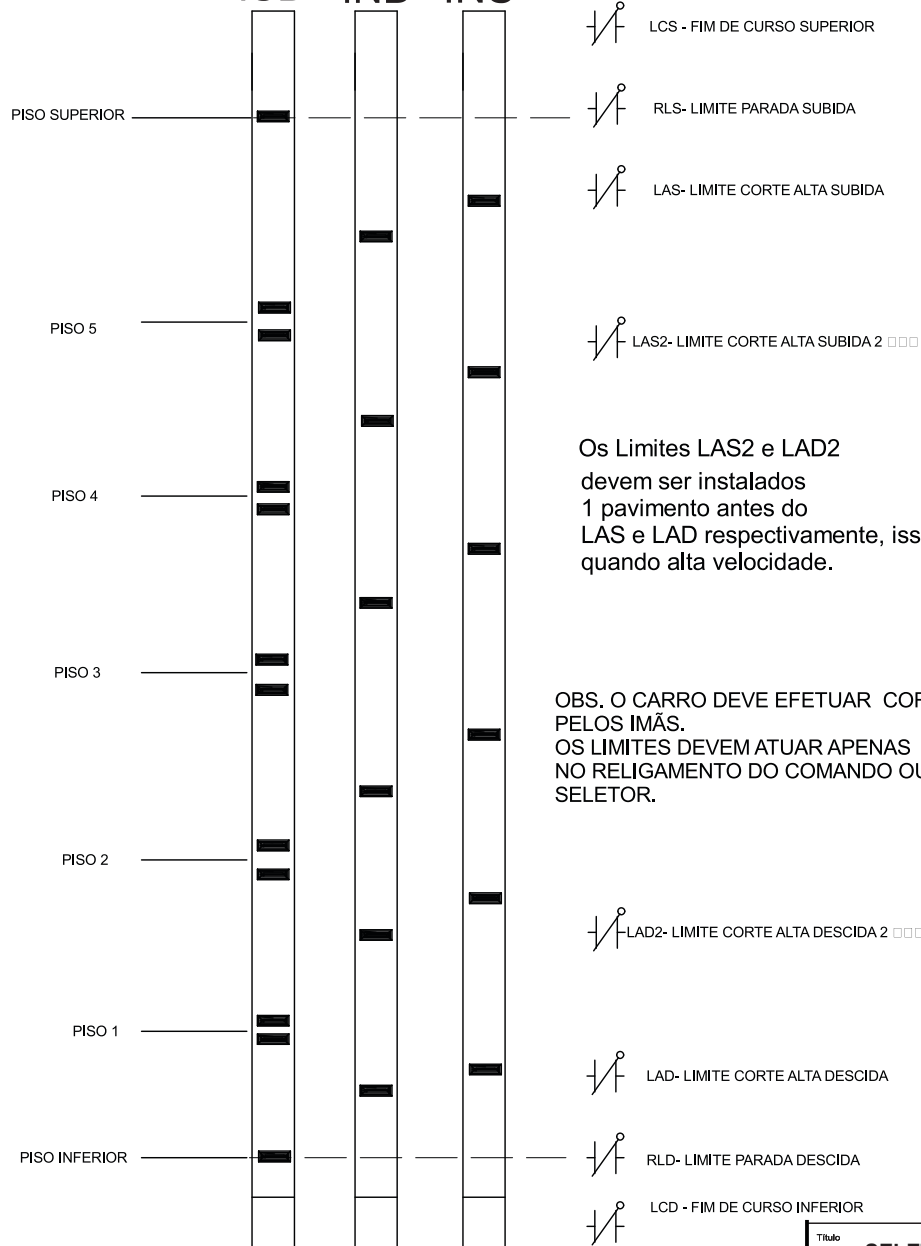 IND
LCS - FIM DE CURSO SUPERIOR
PISO SUPERIOR
RLS- LIMITE PARADA SUBIDA
LAS- LIMITE CORTE ALTA SUBIDA
PISO 5
LAS2- LIMITE CORTE ALTA SUBIDA 2 □□□
Os Limites LAS2 e LAD2
devem ser instalados
PISO 4
1 pavimento antes do
LAS e LAD respectivamente, iss
quando alta velocidade.
PISO 3
OBS. O CARRO DEVE EFETUAR
PELOS IMÃS.
OS LIMITES DEVEM ATUAR APENAS
NO RELIGAMENTO DO COMANDO OU
SELETOR.
PISO 2
LAD2- LIMITE CORTE ALTA DESCIDA 2 □□□
PISO 1
LAD- LIMITE CORTE ALTA DESCIDA
PISO INFERIOR
RLD- LIMITE PARADA DESCIDA
LCD - FIM DE CURSO INFERIOR
Título